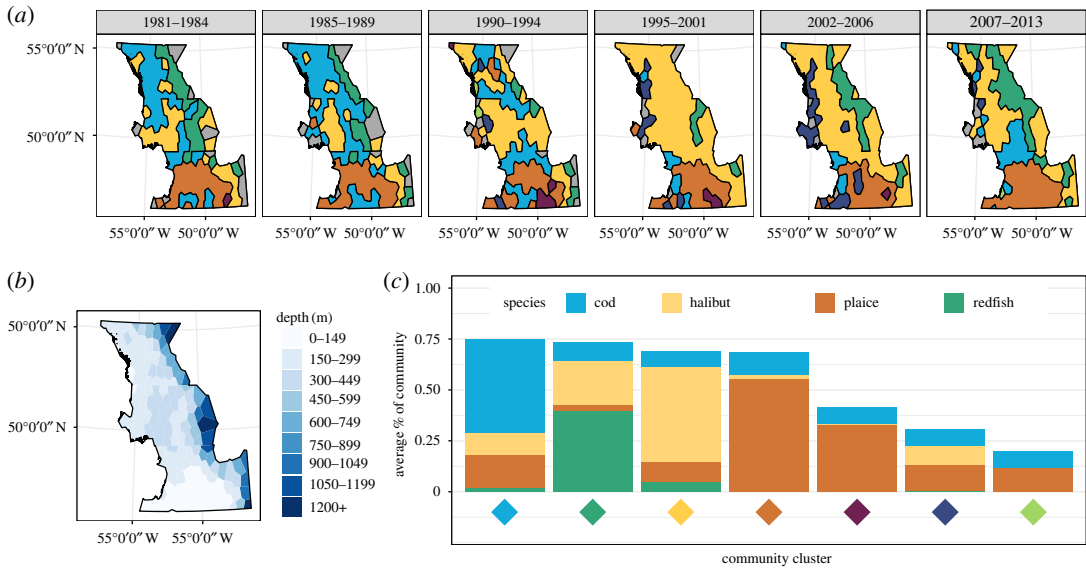 (a)
1981–1984 1985–1989 1990–1994 1995–2001 2002–2006 2007–2013
55°0′0″ N
50°0′0″ N
55°0′0″ W 50°0′0″ W 55°0′0″ W 50°0′0″ W 55°0′0″ W 50°0′0″ W 55°0′0″ W 50°0′0″ W 55°0′0″ W 50°0′0″ W 55°0′0″ W 50°0′0″ W
(b)
50°0′0″ N
50°0′0″ N
55°0′0″ W 55°0′0″ W
depth (m)
0–149
150–299
300–449
450–599
600–749
750–899
900–1049
1050–1199
1200+
(c)
species cod halibut plaice redfish
average % of community
1.00
0.75
0.50
0.25
0
community cluster